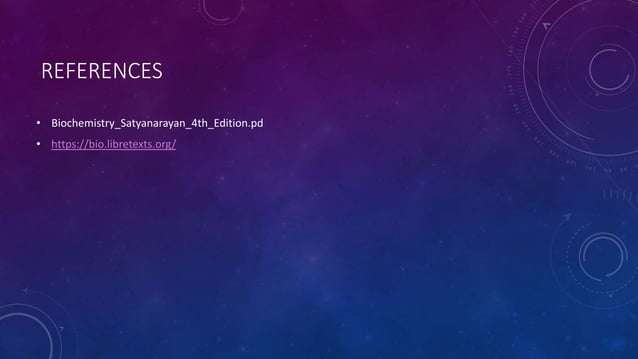 REFERENCES
• Biochemistry_Satyanarayan_4th_Edition.pd
• https://bio.libretexts.org/